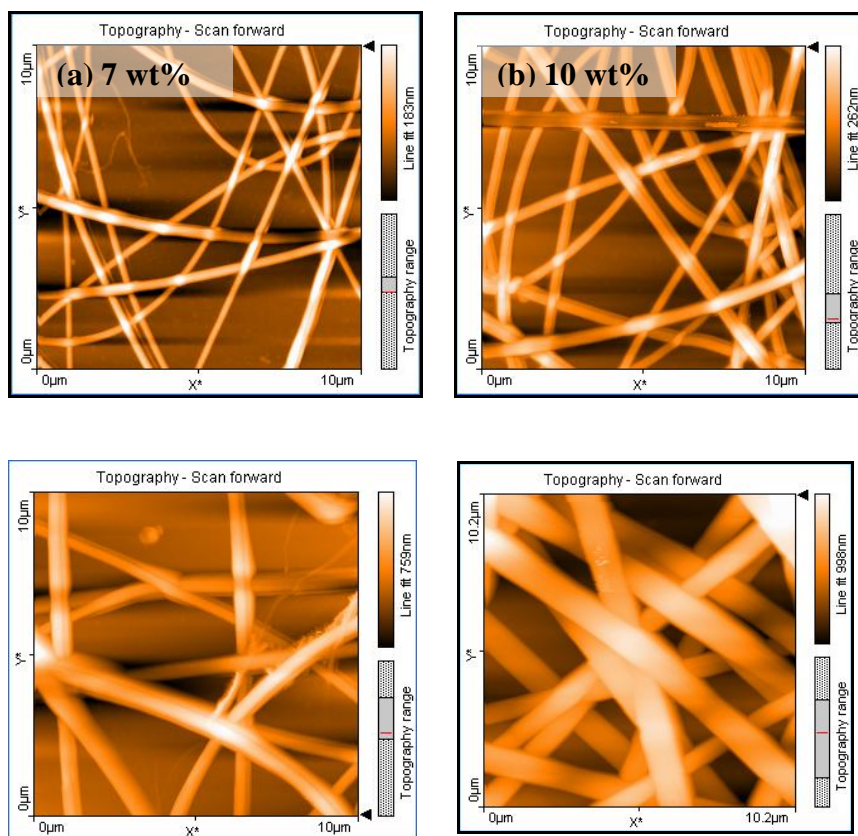 Topography - Scan forward
(a) 7 wt%
10µm
Y*
0µm
0µm
X*
10µm
Line fit 183nm
Topography range
Topography - Scan forward
(b) 10 wt%
10µm
Y*
0µm
0µm
X*
10µm
Line fit 262nm
Topography range
Topography - Scan forward
10µm
Y*
0µm
0µm
X*
10µm
Line fit 759nm
Topography range
Topography - Scan forward
10.2µm
Y*
0µm
0µm
X*
10.2µm
Line fit 998nm
Topography range